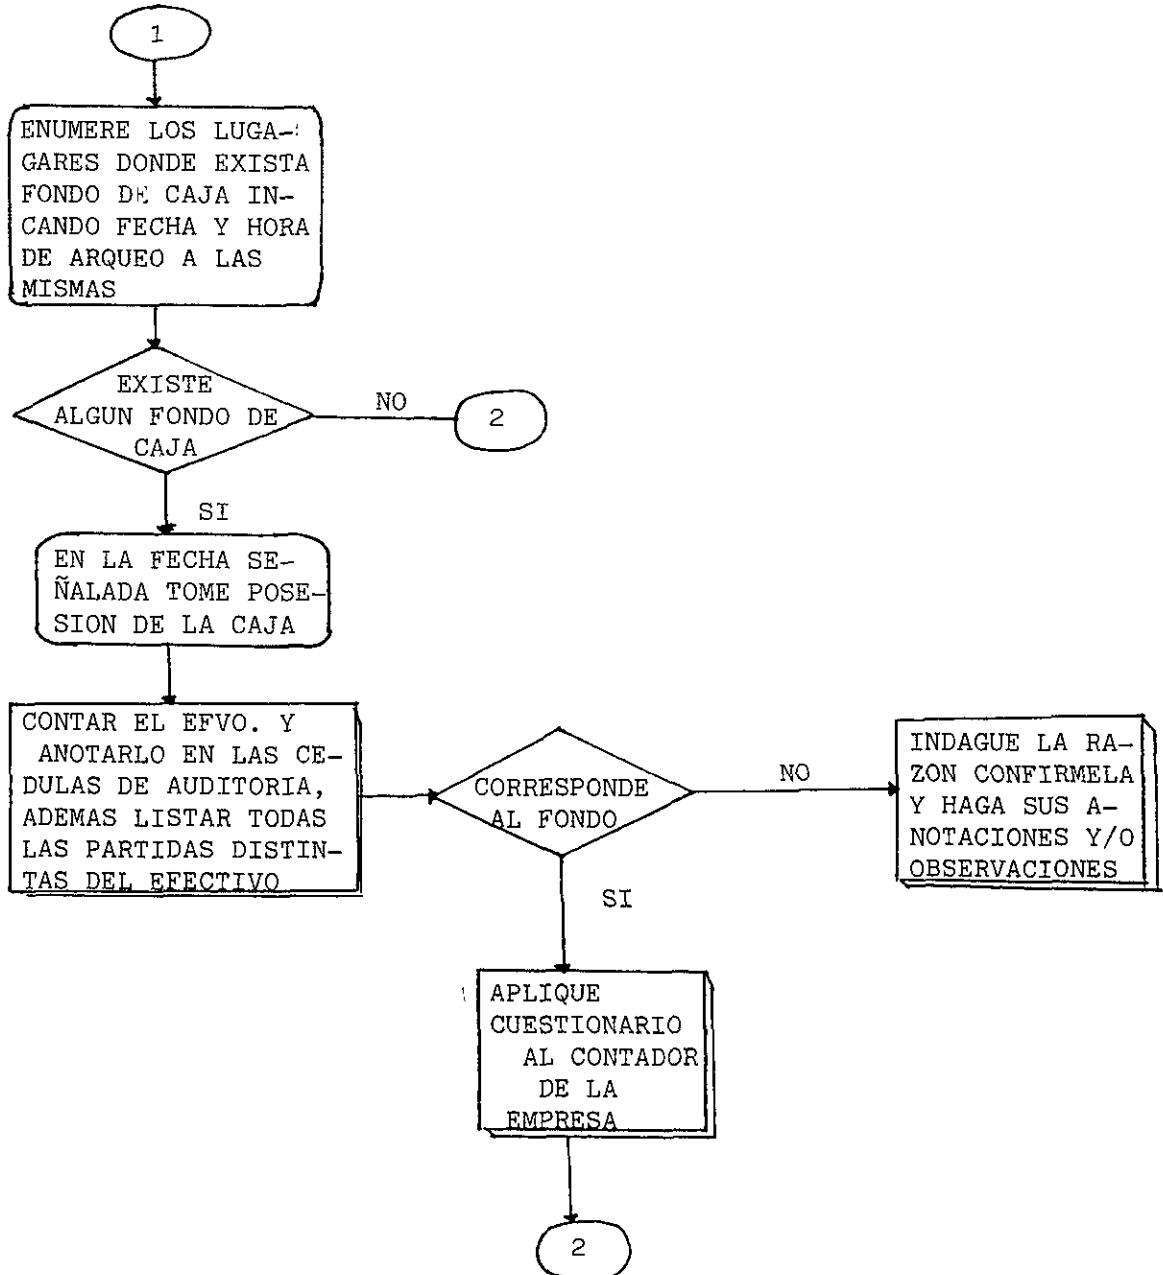 1
ENUMERE LOS LUGA-
GARES DONDE EXISTA
FONDO DE CAJA IN-
CANDO FECHA Y HORA
DE ARQUEO A LAS
MISMAS
EXISTE
ALGUN FONDO DE
CAJA
NO
2
SI
EN LA FECHA SE-
ÑALADA TOME POSE-
SION DE LA CAJA
CONTAR EL EFVO. Y
ANOTARLO EN LAS CE-
DULAS DE AUDITORIA,
ADEMAS LISTAR TODAS
LAS PARTIDAS DISTIN-
TAS DEL EFECTIVO
CORRESPONDE
AL FONDO
NO
INDAGUE LA RA-
ZON CONFIRMELA
Y HAGA SUS A-
NOTACIONES Y/O
OBSERVACIONES
SI
APLIQUE
CUESTIONARIO
AL CONTADOR
DE LA
EMPRESA
2